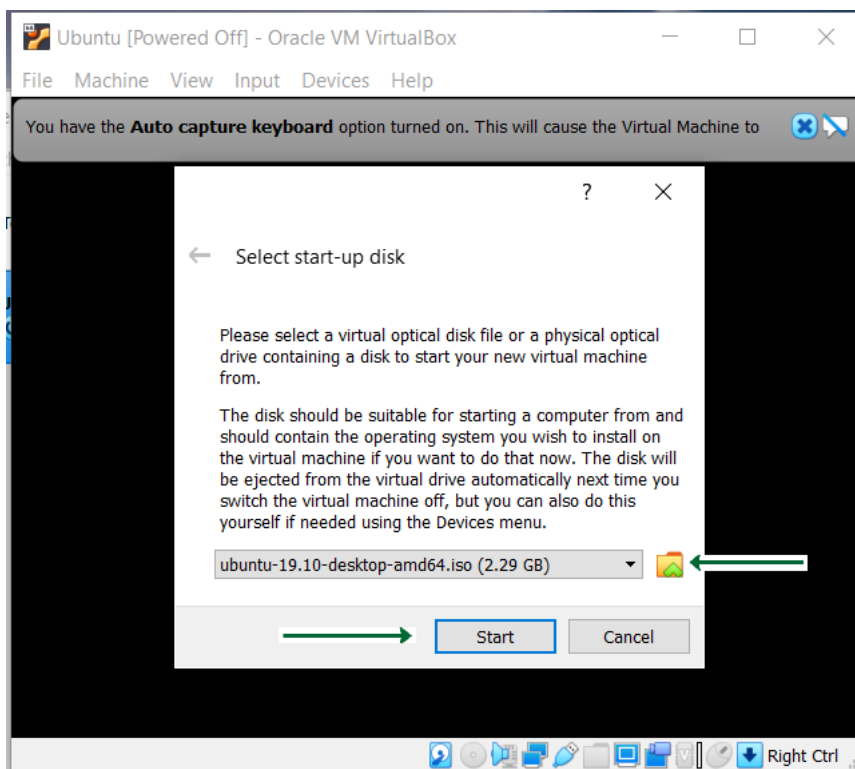 Ubuntu [Powered Off] - Oracle VM VirtualBox
File Machine View Input Devices Help
You have the Auto capture keyboard option turned on. This will cause the Virtual Machine to
?
Select start-up disk
Please select a virtual optical disk file or a physical optical
drive containing a disk to start your new virtual machine
from.
The disk should be suitable for starting a computer from and
should contain the operating system you wish to install on
the virtual machine if you want to do that now. The disk will
be ejected from the virtual drive automatically next time you
switch the virtual machine off, but you can also do this
yourself if needed using the Devices menu.
ubuntu-19.10-desktop-amd64.iso (2.29 GB)
Start Cancel
Right Ctrl